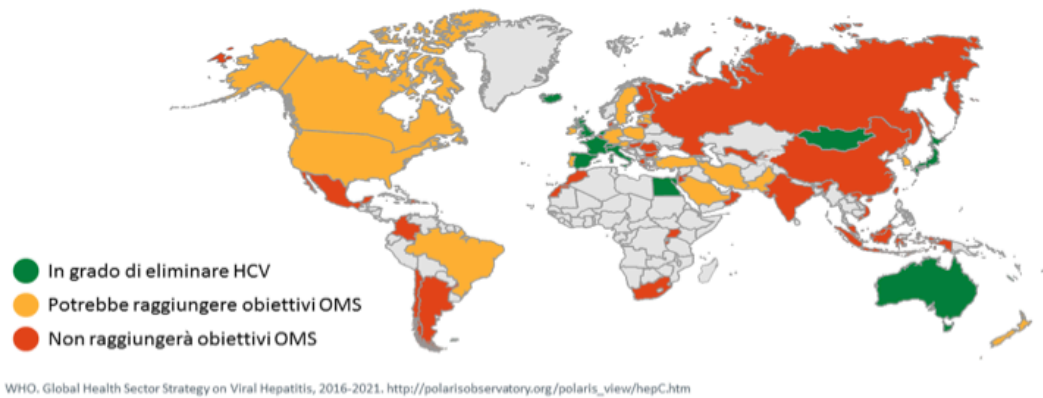 In grado di eliminare HCV
Potrebbe raggiungere obiettivi OMS
Non raggiungerà obiettivi OMS
WHO. Global Health Sector Strategy on Viral Hepatitis, 2016-2021. http://polarisobservatory.org/polaris_view/hepC.htm